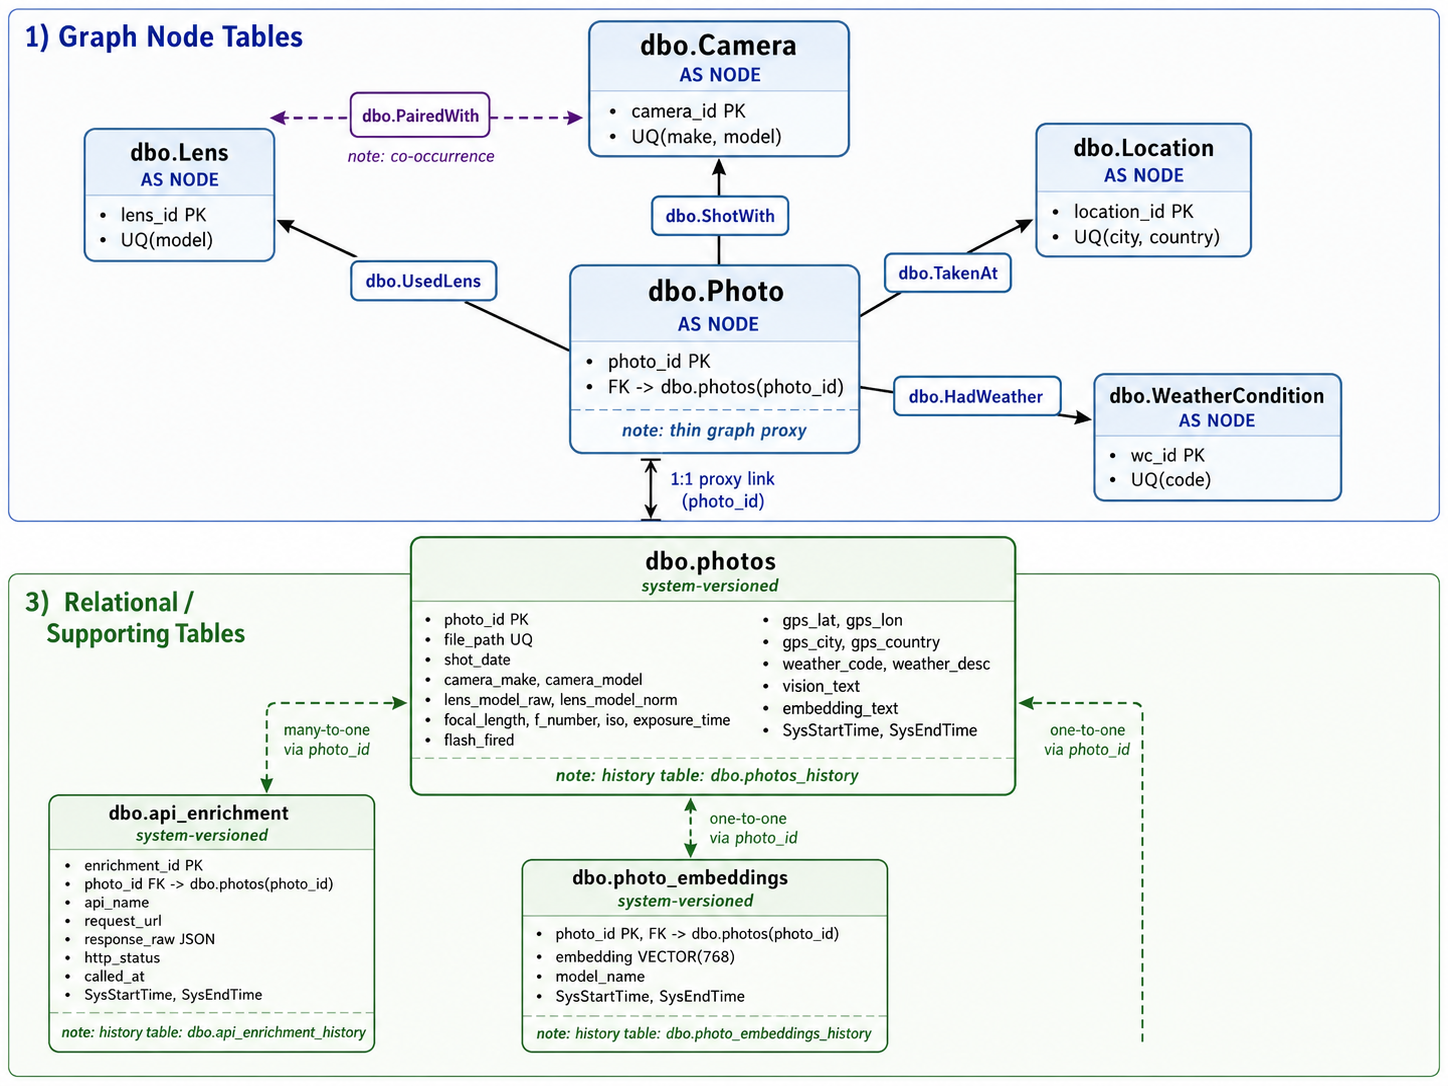 1) Graph Node Tables
dbo.Camera
AS NODE
• camera_id PK
• UQ(make, model)
dbo.PairedWith
note: co-occurrence
dbo.Lens
AS NODE
• lens_id PK
• UQ(model)
dbo.Location
AS NODE
• location_id PK
• UQ(city, country)
dbo.ShotWith
dbo.UsedLens
dbo.TakenAt
dbo.Photo
AS NODE
• photo_id PK
• FK -> dbo.photos(photo_id)
note: thin graph proxy
dbo.HadWeather
dbo.WeatherCondition
AS NODE
• wc_id PK
• UQ(code)
1:1 proxy link
(photo_id)
3) Relational /
Supporting Tables
dbo.photos
system-versioned
• photo_id PK
• file_path UQ
• shot_date
• camera_make, camera_model
• lens_model_raw, lens_model_norm
• focal_length, f_number, iso, exposure_time
• flash_fired
• gps_lat, gps_lon
• gps_city, gps_country
• weather_code, weather_desc
• vision_text
• embedding_text
• SysStartTime, SysEndTime
note: history table: dbo.photos_history
many-to-one
via photo_id
one-to-one
via photo_id
one-to-one
via photo_id
dbo.api_enrichment
system-versioned
• enrichment_id PK
• photo_id FK -> dbo.photos(photo_id)
• api_name
• request_url
• response_raw JSON
• http_status
• called_at
• SysStartTime, SysEndTime
note: history table: dbo.api_enrichment_history
dbo.photo_embeddings
system-versioned
• photo_id PK, FK -> dbo.photos(photo_id)
• embedding VECTOR(768)
• model_name
• SysStartTime, SysEndTime
note: history table: dbo.photo_embeddings_history